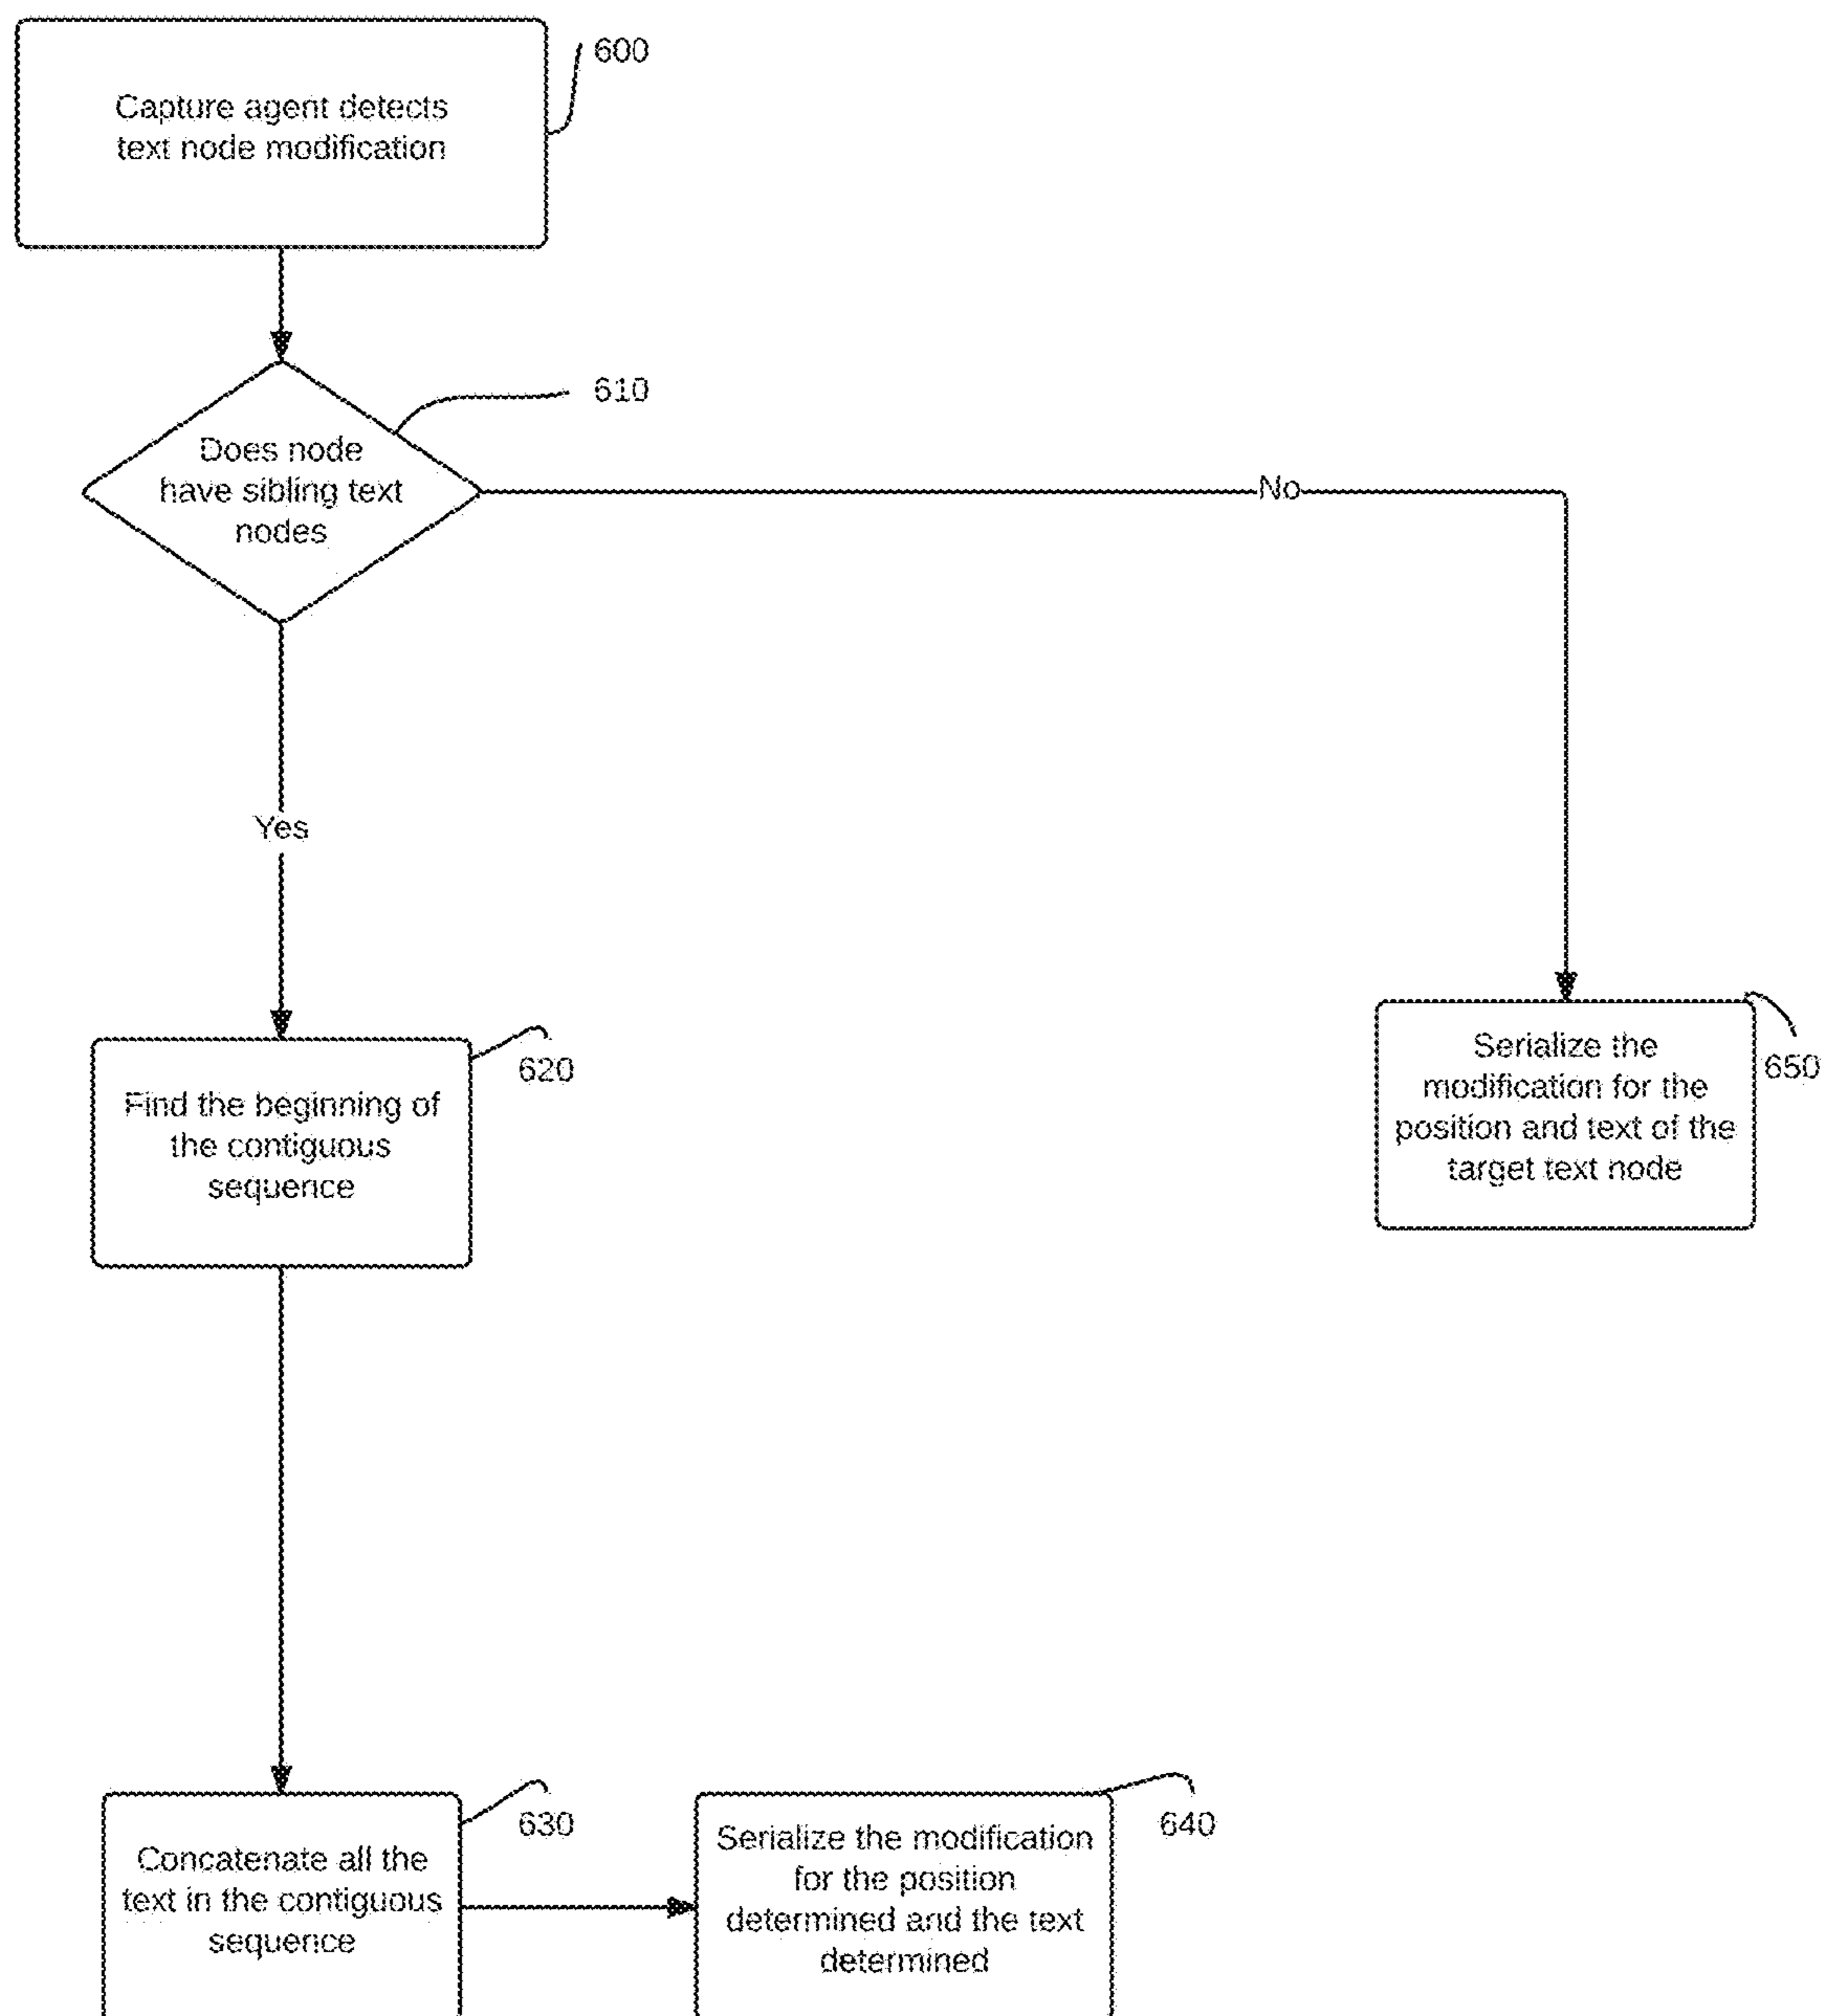 Capture agent detects
text node modification
600
Does node
have sibling text
nodes
610
No
Yes
Find the beginning of
the contiguous
sequence
620
Serialize the
modification for the
position and text of the
target text node
650
Concatenate all the
text in the contiguous
sequence
630
Serialize the modification
for the position
determined and the text
determined
640